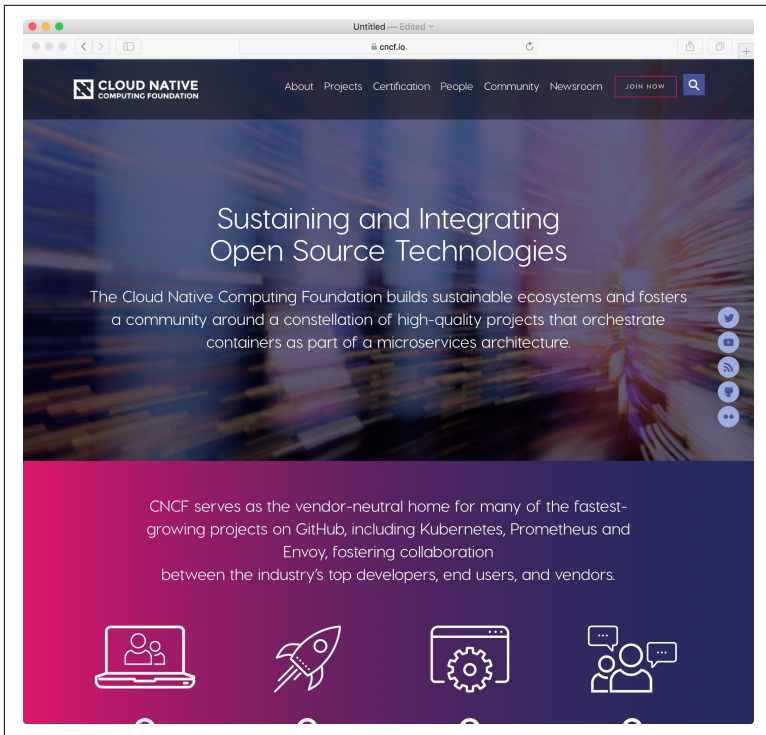 Untitled — Edited
cncf.io
CLOUD NATIVE
COMPUTING FOUNDATION
About Projects Certification People Community Newsroom JOIN NOW
Sustaining and Integrating
Open Source Technologies
The Cloud Native Computing Foundation builds sustainable ecosystems and fosters
a community around a constellation of high-quality projects that orchestrate
containers as part of a microservices architecture.
CNCF serves as the vendor-neutral home for many of the fastest-
growing projects on GitHub, including Kubernetes, Prometheus and
Envoy, fostering collaboration
between the industry's top developers, end users, and vendors.